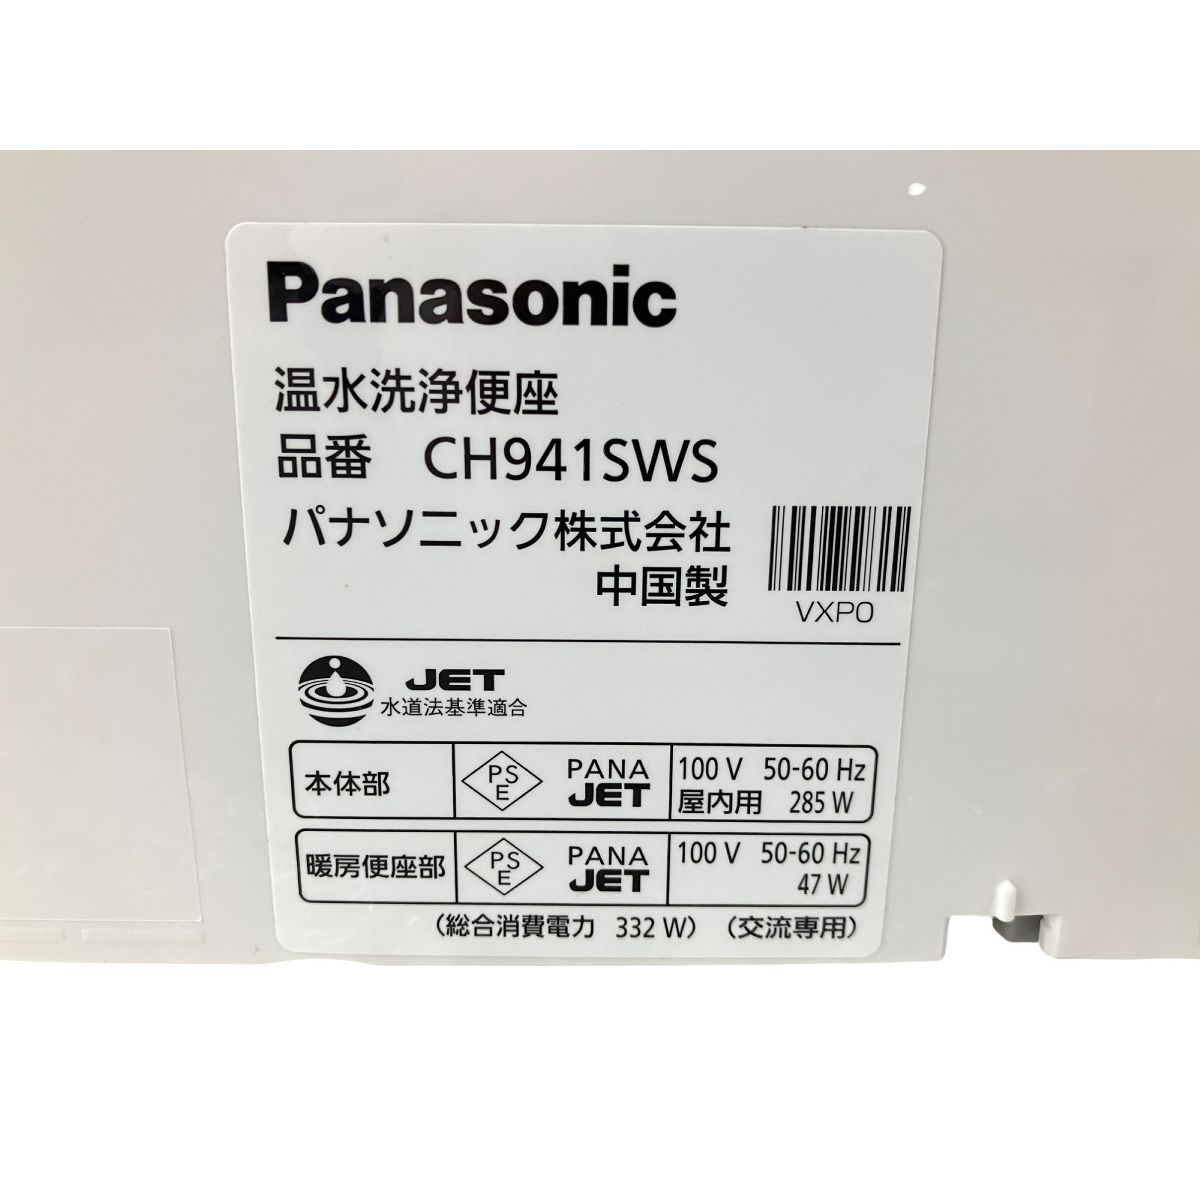 Panasonic
温水洗浄便座
品番 CH941SWS
パナソニック株式会社
中国製
VXP0
JET
水道法基準適合
本体部 PSE PANA JET 100 V 50-60 Hz
屋内用 285 W
暖房便座部 PSE PANA JET 100 V 50-60 Hz
47 W
(総合消費電力 332 W) (交流専用)